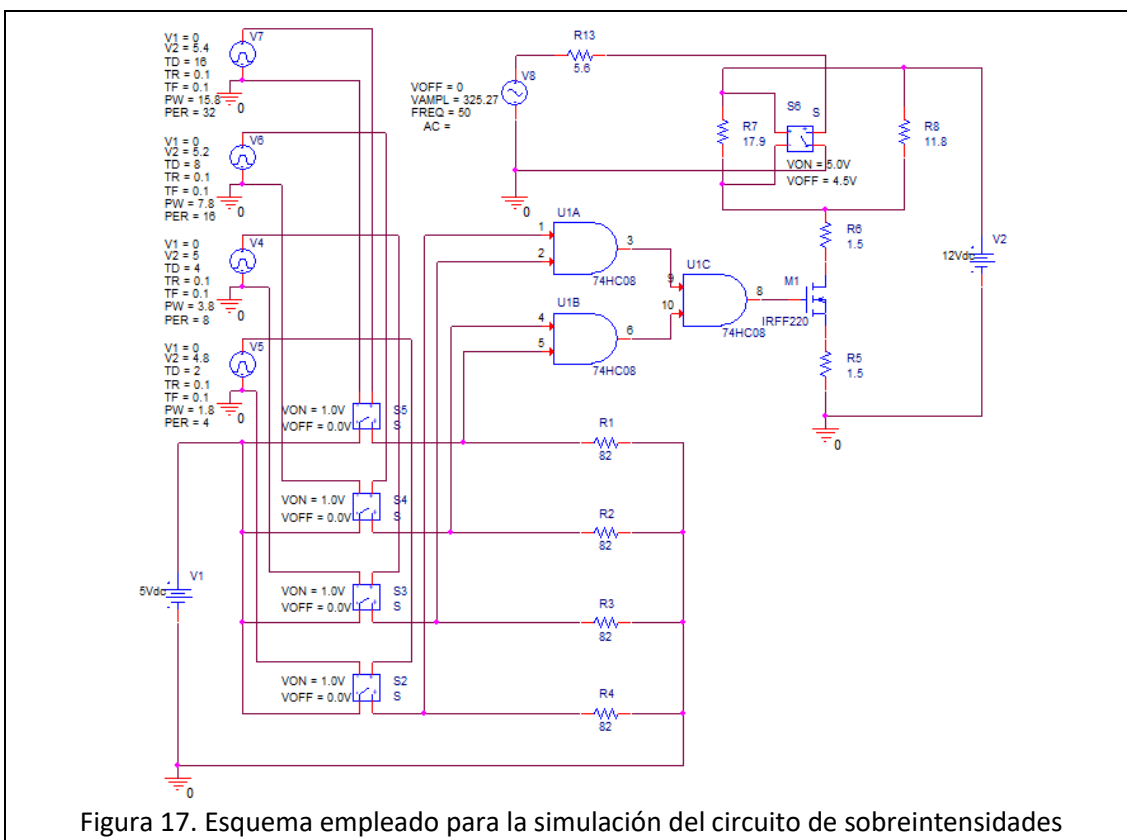 V1 = 0
V2 = 5.4
TD = 16
TR = 0.1
TF = 0.1
PW = 15.8
PER = 32
V7
0
V1 = 0
V2 = 5.2
TD = 8
TR = 0.1
TF = 0.1
PW = 7.8
PER = 16
V6
0
V1 = 0
V2 = 5
TD = 4
TR = 0.1
TF = 0.1
PW = 3.8
PER = 8
V4
0
V1 = 0
V2 = 4.8
TD = 2
TR = 0.1
TF = 0.1
PW = 1.8
PER = 4
V5
0
R13
5.6
V8
VOFF = 0
VAMPL = 325.27
FREQ = 50
AC =
0
S6
S
VON = 5.0V
VOFF = 4.5V
R7
17.9
R8
11.8
R6
1.5
V2
12Vdc
M1
IRFF220
R5
1.5
0
U1A
1
2
3
74HC08
U1B
4
5
6
74HC08
U1C
9
10
8
74HC08
VON = 1.0V
VOFF = 0.0V
S5
S
R1
82
VON = 1.0V
VOFF = 0.0V
S4
S
R2
82
VON = 1.0V
VOFF = 0.0V
S3
S
R3
82
VON = 1.0V
VOFF = 0.0V
S2
S
R4
82
5Vdc
V1
0
Figura 17. Esquema empleado para la simulación del circuito de sobreintensidades